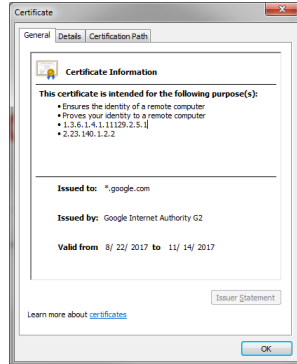 Certificate
General Details Certification Path
Certificate Information
This certificate is intended for the following purpose(s):
• Ensures the identity of a remote computer
• Proves your identity to a remote computer
• 1.3.6.1.4.1.11129.2.5.1
• 2.23.140.1.2.2
Issued to: *.google.com
Issued by: Google Internet Authority G2
Valid from 8/ 22/ 2017 to 11/ 14/ 2017
Issuer Statement
Learn more about certificates
OK